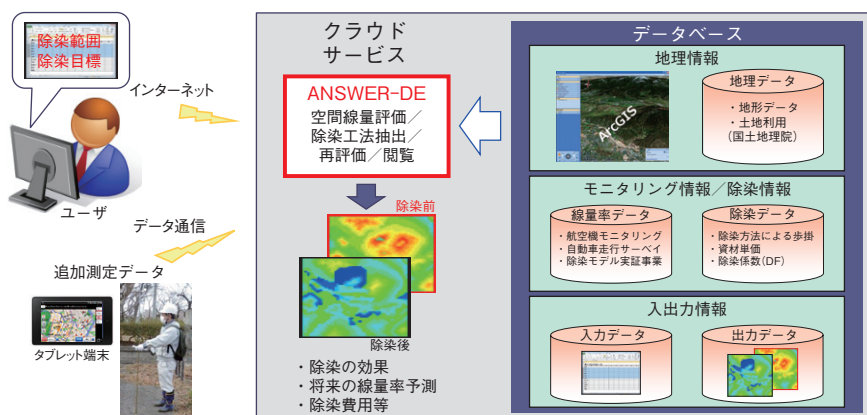 除染範囲
除染目標
インターネット
ユーザ
データ通信
追加測定データ
タブレット端末
クラウド
サービス
ANSWER-DE
空間線量評価／
除染工法抽出／
再評価／閲覧
除染前
除染後
・除染の効果
・将来の線量率予測
・除染費用等
データベース
地理情報
ArcGIS
地理データ
・地形データ
・土地利用
（国土地理院）
モニタリング情報／除染情報
線量率データ
・航空機モニタリング
・自動車走行サーベイ
・除染モデル実証事業
除染データ
・除染方法による歩掛
・資材単価
・除染係数(DF)
入出力情報
入力データ
出力データ